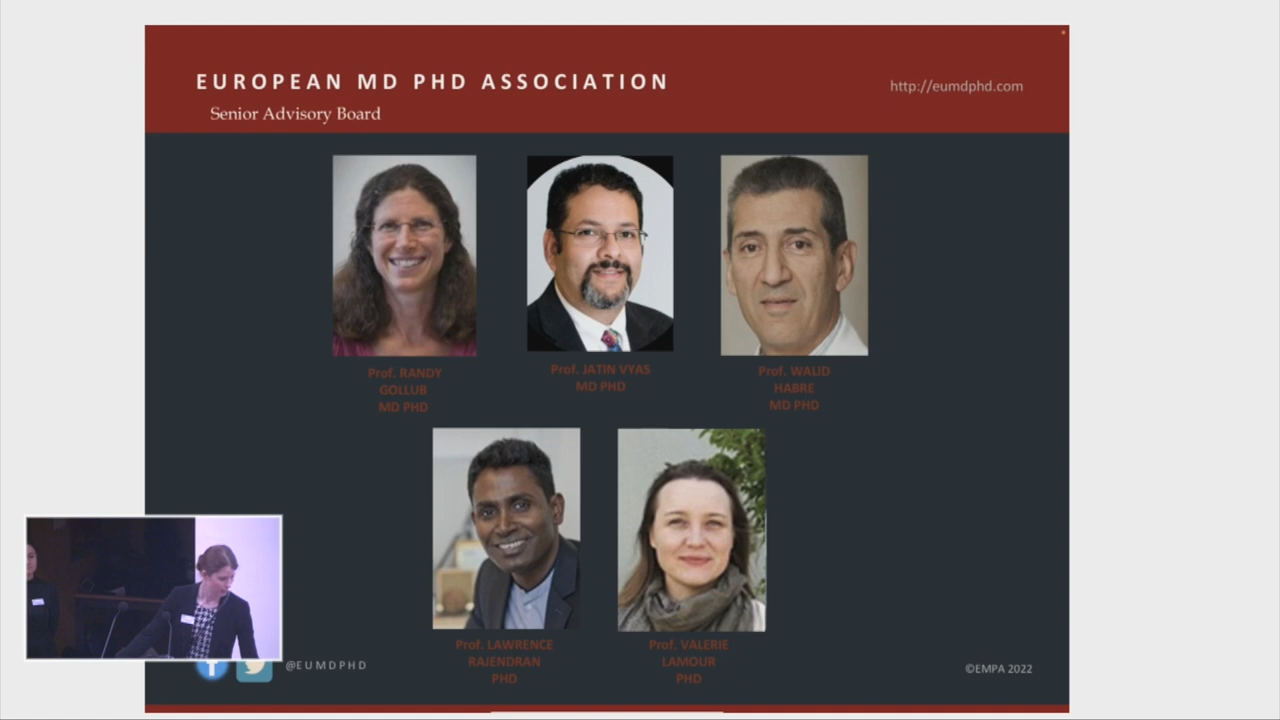 EUROPEAN MD PHD ASSOCIATION
http://eumdphd.com
Senior Advisory Board
Prof. RANDY
GOLLUB
MD PHD
Prof. JATIN VYAS
MD PHD
Prof. WALID
HABRE
MD PHD
Prof. LAWRENCE
RAJENDRAN
PHD
Prof. VALERIE
LAMOUR
PHD
@EUMDPHD
©EMPA 2022